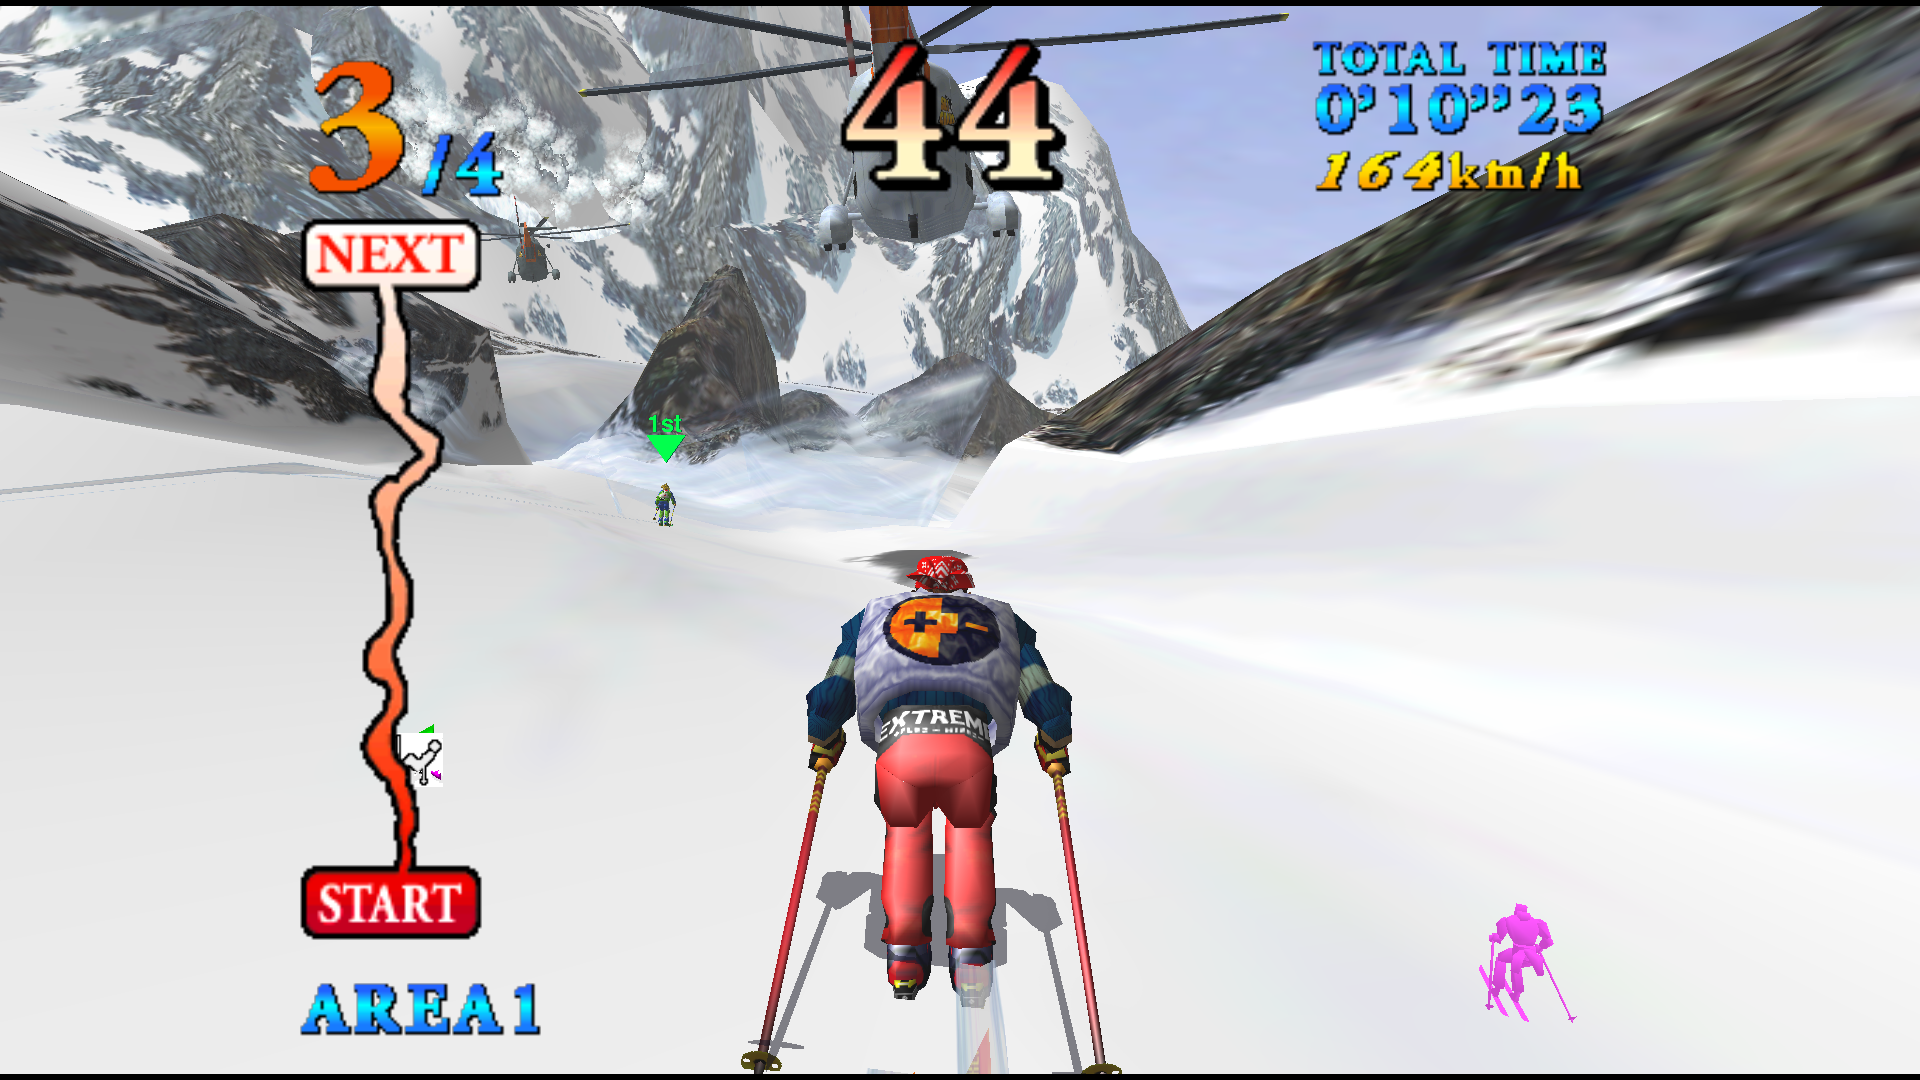 3/4
44
TOTAL TIME
0'10"23
164km/h
NEXT
1st
EXTREME
START
AREA1